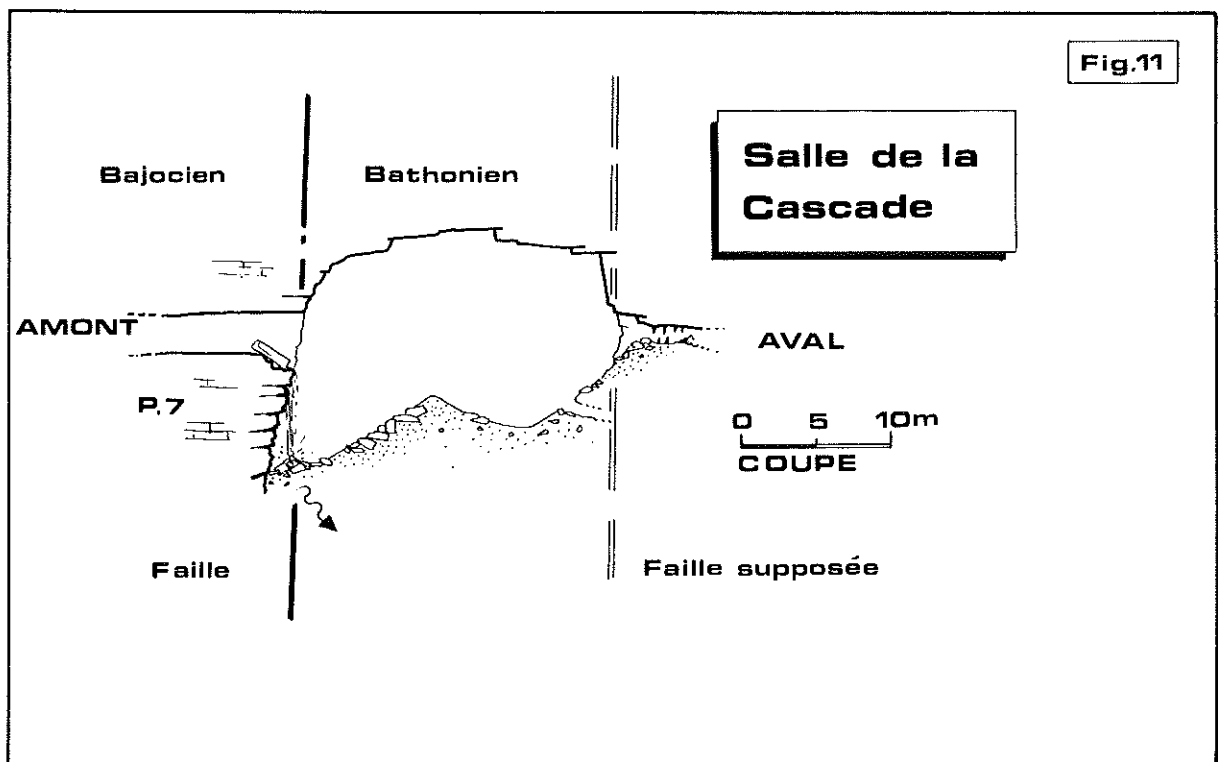 Fig.11
Salle de la
Cascade
Bajocien
Bathonien
AMONT
AVAL
P.7
0 5 10m
COUPE
Faille
Faille supposée